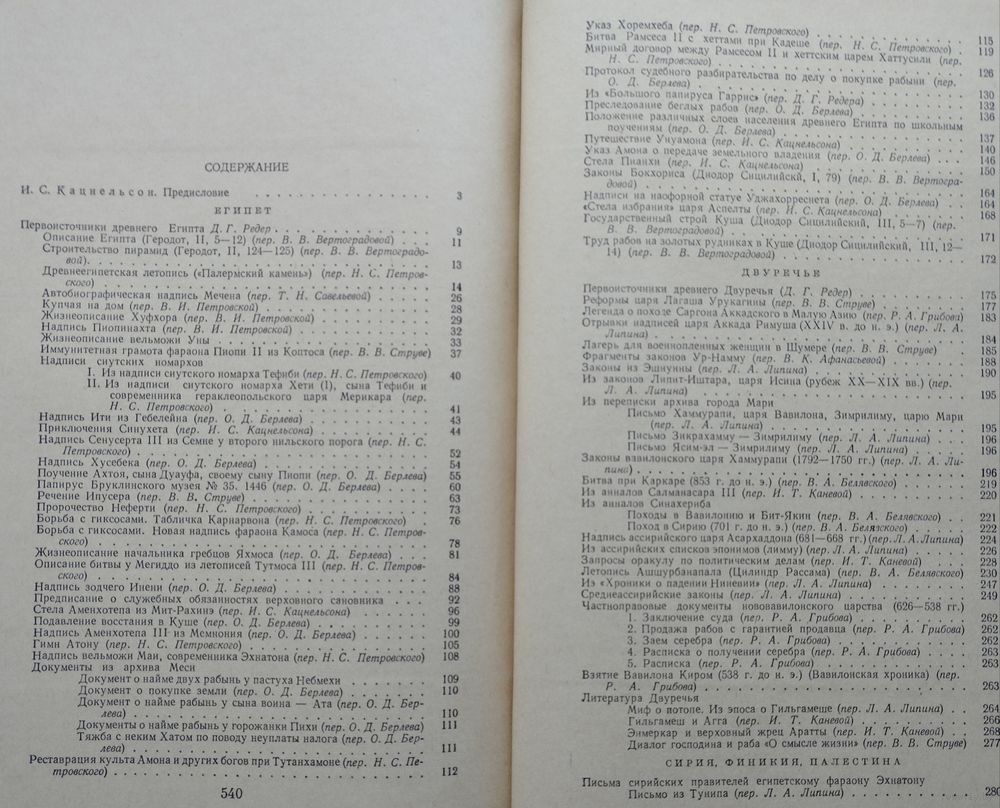 СОДЕРЖАНИЕ
И. С. Кацнельсон. Предисловие . . . . . . . . . . . . . . 3
ЕГИПЕТ
Первоисточники древнего Египта Д. Г. Редер . . . . . . . . 9
Описание Египта (Геродот, II, 5—12) (пер. В. В. Вертоградовой) . . 11
Строительство пирамид (Геродот, II, 124—125) (пер. В. В. Вертоградо-
вой). . . . . . . . . . . . . . . . 13
Древнеегипетская летопись («Палермский камень») (пер. Н. С. Петров-
ского) . . . . . . . . . . . . . . . 14
Автобиографическая надпись Мечена (пер. Т. Н. Савельевой) . . . . 26
Купчая на дом (пер. В. И. Петровской) . . . . . . . 28
Жизнеописание Хуфхора (пер. В. И. Петровской) . . . . . . 29
Надпись Пиопинахта (пер. В. И. Петровской) . . . . . . 32
Жизнеописание вельможи Уны . . . . . . . . . . . 33
Иммунитетная грамота фараона Пиопи II из Коптоса (пер. В. В. Струве) 37
Надписи сиутских номархов
I. Из надписи сиутского номарха Тефиби (пер. Н. С. Петровского) 40
II. Из надписи сиутского номарха Хети (I), сына Тефиби и
современника гераклеопольского царя Мерикара (пер.
Н. С. Петровского) . . . . . . . . . . . 41
Надпись Ити из Гебелейна (пер. О. Д. Берлева) . . . . . . 43
Приключения Синухета (пер. И. С. Кацнельсона) . . . . . . 44
Надпись Сенусерта III из Семне у второго нильского порога (пер. Н. С.
Петровского) . . . . . . . . . . . . 52
Надпись Хусебека (пер. О. Д. Берлева) . . . . . . . 54
Поучение Ахтоя, сына Дуауфа, своему сыну Пиопи (пер. О. Д. Берлева) 55
Папирус Бруклинского музея № 35. 1446 (пер. О. Д. Берлева) . . . 60
Речение Ипусера (пер. В. В. Струве) . . . . . . . . 63
Пророчество Неферти (пер. Н. С. Петровского) . . . . . . 73
Борьба с гиксосами. Табличка Карнарвона (пер. Н. С. Петровского) . . 76
Борьба с гиксосами. Новая надпись фараона Камоса (пер. Н. С. Петров-
ского) . . . . . . . . . . . . . . . 78
Жизнеописание начальника гребцов Яхмоса (пер. О. Д. Берлева) . . . 81
Описание битвы у Мегиддо из летописей Тутмоса III (пер. Н. С. Петров-
ского) . . . . . . . . . . . . . . . 84
Надпись зодчего Инени (пер. О. Д. Берлева) . . . . . . . 88
Предписание о служебных обязанностях верховного сановника . . . . 92
Стела Аменхотепа из Мит-Рахинэ (пер. И. С. Кацнельсона) . . . . 96
Подавление восстания в Куше (пер. О. Д. Берлева) . . . . . 99
Надпись Аменхотепа III из Мемнония (пер. О. Д. Берлева) . . . . 100
Гимн Атону (пер. Н. С. Петровского) . . . . . . . . 105
Надпись вельможи Маи, современника Эхнатона (пер. Н. С. Петровского) 108
Документы из архива Меси
Документ о найме двух рабынь у пастуха Небмехи . . . . 109
Документ о покупке земли (пер. О. Д. Берлева) . . . . . 110
Документ о найме рабыни у сына воина — Ата (пер. О. Д. Бер-
лева) . . . . . . . . . . . . . . 110
Документы о найме рабыни у горожанки Пихи (пер. О. Д. Берлева) 111
Тяжба с неким Хатом по поводу неуплаты налога (пер. О. Д. Бер-
лева) . . . . . . . . . . . . . . 111
Реставрация культа Амона и других богов при Тутанхамоне (пер. Н. С. Пе-
тровского) . . . . . . . . . . . . . . 112
540
Указ Хоремхеба (пер. Н. С. Петровского) . . . . . . . 115
Битва Рамсеса II с хеттами при Кадеше (пер. Н. С. Петровского) . . 119
Мирный договор между Рамсесом II и хеттским царем Хаттусили (пер.
Н. С. Петровского) . . . . . . . . . . . 126
Протокол судебного разбирательства по делу о покупке рабыни (пер.
О. Д. Берлева) . . . . . . . . . . . . 130
Из «Большого папируса Гаррис» (пер. Д. Г. Редера) . . . . . 132
Преследование беглых рабов (пер. О. Д. Берлева) . . . . . 136
Положение различных слоев населения древнего Египта по школьным
поучениям (пер. О. Д. Берлева) . . . . . . . . 137
Путешествие Унуамона (пер. И. С. Кацнельсона) . . . . . 140
Указ Амона о передаче земельного владения (пер. О. Д. Берлева) . . 146
Стела Пианхи (пер. И. С. Кацнельсона) . . . . . . . 150
Законы Бокхориса (Диодор Сицилийскй, I, 79) (пер. В. В. Вертогра-
довой) . . . . . . . . . . . . . . . 164
Надписи на наофорной статуе Уджахорреснета (пер. О. Д. Берлева) . . 164
«Стела избрания» царя Аспелты (пер. И. С. Кацнельсона) . . . . 168
Государственный строй Куша (Диодор Сицилийский, III, 5—7) (пер.
В. В. Вертоградовой) . . . . . . . . . . . 171
Труд рабов на золотых рудниках в Куше (Диодор Сицилийский, III, 12—
14) (пер. В. В. Вертоградовой) . . . . . . . . . 172
ДВУРЕЧЬЕ
Первоисточники древнего Двуречья (Д. Г. Редер) . . . . . . 175
Реформы царя Лагаша Урукагины (пер. В. В. Струве) . . . . . 177
Легенда о походе Саргона Аккадского в Малую Азию (пер. Р. А. Грибова) 183
Отрывки надписей царя Аккада Римуша (XXIV в. до н. э.) (пер. Л. А.
Липина) . . . . . . . . . . . . . . 184
Лагерь для военнопленных женщин в Шумере (пер. В. В. Струве) . . 185
Фрагменты законов Ур-Намму (пер. В. К. Афанасьевой) . . . . 188
Законы из Эшнунны (пер. Л. А. Липина) . . . . . . . 190
Из законов Липит-Иштара, царя Исина (рубеж XX—XIX вв.) (пер. Л.
А. Липина) . . . . . . . . . . . . . 195
Из переписки архива города Мари
Письмо Хаммурапи, царя Вавилона, Зимрилиму, царю Мари
(пер. Л. А. Липина) . . . . . . . . . . 195
Письмо Зикрахамму — Зимрилиму (пер. Л. А. Липина) . . . 196
Письмо Ясим-эл — Зимрилиму (пер. Л. А. Липина) . . . . 196
Законы вавилонского царя Хаммурапи (1792—1750 гг.) (пер. Л. А. Ли-
пина) . . . . . . . . . . . . . . . 196
Битва при Каркаре (853 г. до н. э.) (пер. В. А. Белявского) . . . 219
Из анналов Салманасара III (пер. И. Т. Каневой) . . . . . 220
Из анналов Синахериба
Походы в Вавилонию и Бит-Якин (пер. В. А. Белявского) . . 221
Поход в Сирию (701 г. до н. э.) (пер. В. А. Белявского) . . . 222
Надпись ассирийского царя Асархаддона (681—668 гг.) (пер. Л. А. Липина) 224
Из ассирийских списков эпонимов (лимму) (пер. Л. А. Липина) . . . 226
Запросы оракулу по политическим делам (пер. И. Т. Каневой) . . . 228
Летопись Ашшурбанапала (Цилиндр Рассама) (пер. В. А. Белявского) 230
Из «Хроники о падении Ниневии» (пер. Л. А. Липина) . . . . 247
Среднеассирийские законы (пер. Л. А. Липина) . . . . . . 249
Частноправовые документы нововавилонского царства (626—538 гг.)
1. Заключение суда (пер. Р. А. Грибова) . . . . . . 262
2. Продажа рабов с гарантией продавца (пер. Р. А. Грибова) 262
3. Заем серебра (пер. Р. А. Грибова) . . . . . . . 262
4. Расписка о получении серебра (пер. Р. А. Грибова) . . . 263
5. Расписка (пер. Р. А. Грибова) . . . . . . . . 263
Взятие Вавилона Киром (538 г. до н. э.) (Вавилонская хроника) (пер.
Р. А. Грибова) . . . . . . . . . . . . 263
Литература Двуречья
Миф о потопе. Из эпоса о Гильгамеше (пер. Л. А. Липина) . . 264
Гильгамеш и Агга (пер. И. Т. Каневой) . . . . . . 266
Энмеркар и верховный жрец Аратты (пер. И. Т. Каневой) . . 268
Диалог господина и раба «О смысле жизни» (пер. В. В. Струве) 277
СИРИЯ, ФИНИКИЯ, ПАЛЕСТИНА
Письма сирийских правителей египетскому фараону Эхнатону
Письмо из Тунипа (пер. Л. А. Липина) . . . . . . 280